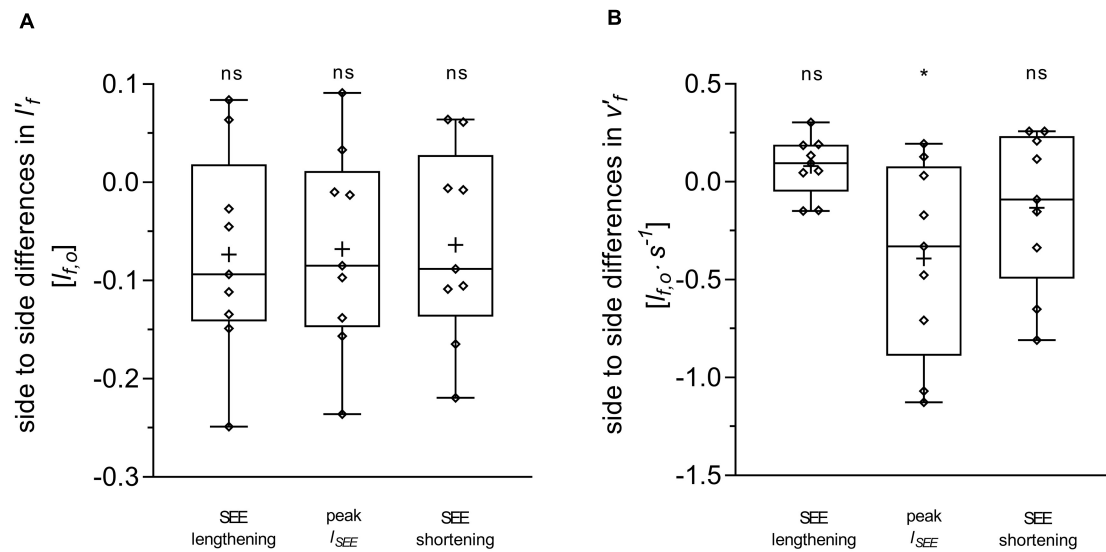 A
side to side differences in l'f
[lf,o]
ns
ns
ns
0.1
0.0
-0.1
-0.2
-0.3
SEE
lengthening
peak
lSEE
SEE
shortening
B
side to side differences in v'f
[lf,o · s-1]
ns
*
ns
0.5
0.0
-0.5
-1.0
-1.5
SEE
lengthening
peak
lSEE
SEE
shortening